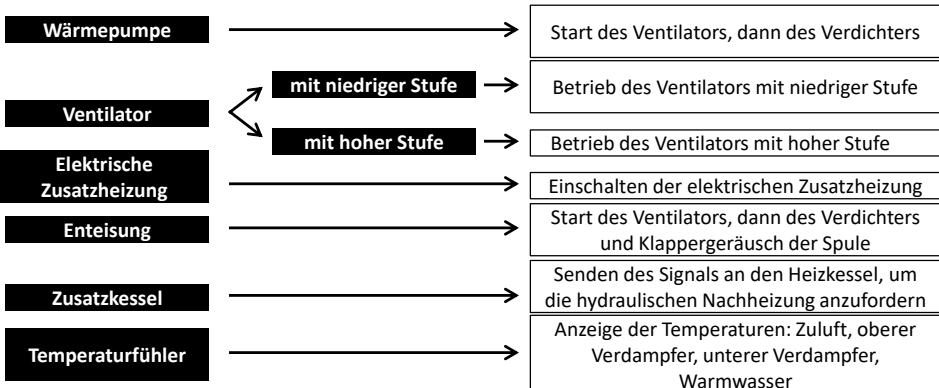 Wärmepumpe
Start des Ventilators, dann des Verdichters
Ventilator
mit niedriger Stufe
Betrieb des Ventilators mit niedriger Stufe
mit hoher Stufe
Betrieb des Ventilators mit hoher Stufe
Elektrische
Zusatzheizung
Einschalten der elektrischen Zusatzheizung
Enteisung
Start des Ventilators, dann des Verdichters
und Klappergeräusch der Spule
Zusatzkessel
Senden des Signals an den Heizkessel, um
die hydraulischen Nachheizung anzufordern
Temperaturfühler
Anzeige der Temperaturen: Zuluft, oberer
Verdampfer, unterer Verdampfer,
Warmwasser